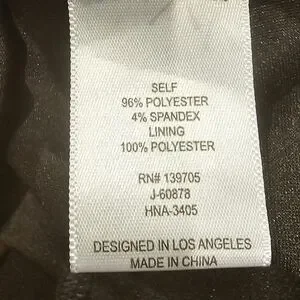 SELF
96% POLYESTER
4% SPANDEX
LINING
100% POLYESTER
RN# 139705
J-60878
HNA-3405
DESIGNED IN LOS ANGELES
MADE IN CHINA